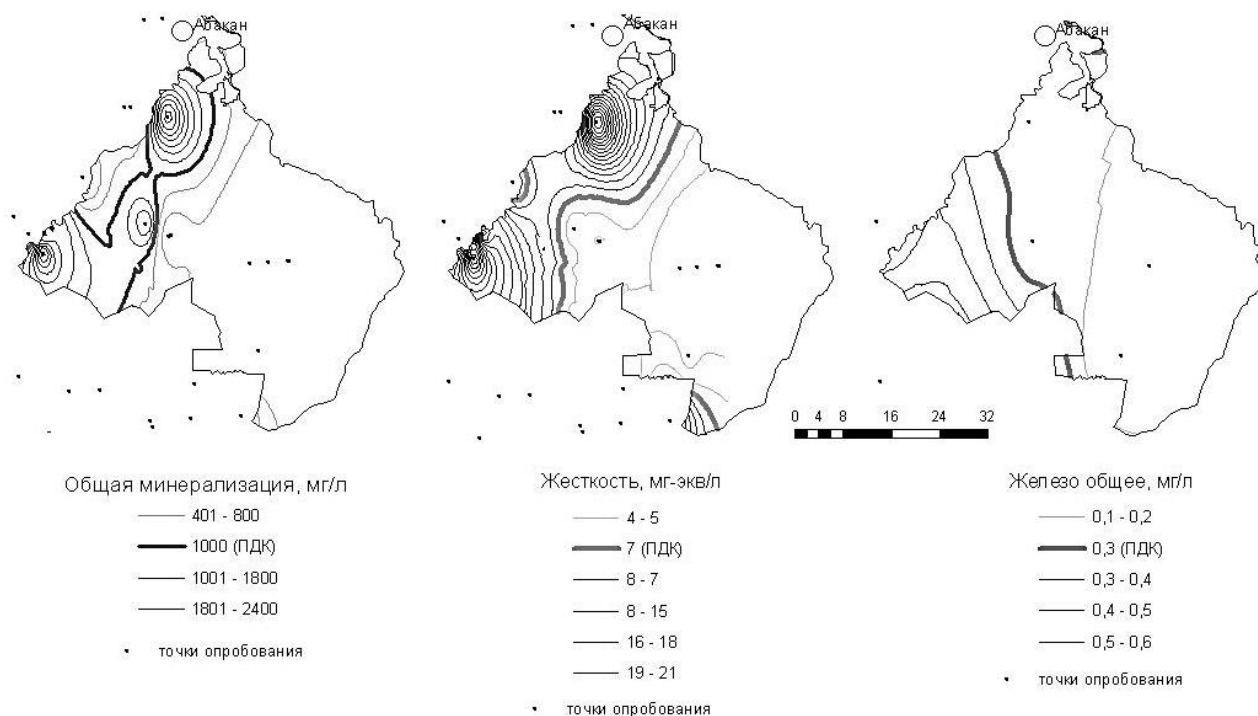 Абакан
Абакан
Абакан
0 4 8 16 24 32
Общая минерализация, мг/л
401 - 800
1000 (ПДК)
1001 - 1800
1801 - 2400
точки опробования
Жесткость, мг-экв/л
4 - 5
7 (ПДК)
8 - 7
8 - 15
16 - 18
19 - 21
точки опробования
Железо общее, мг/л
0,1 - 0,2
0,3 (ПДК)
0,3 - 0,4
0,4 - 0,5
0,5 - 0,6
точки опробования